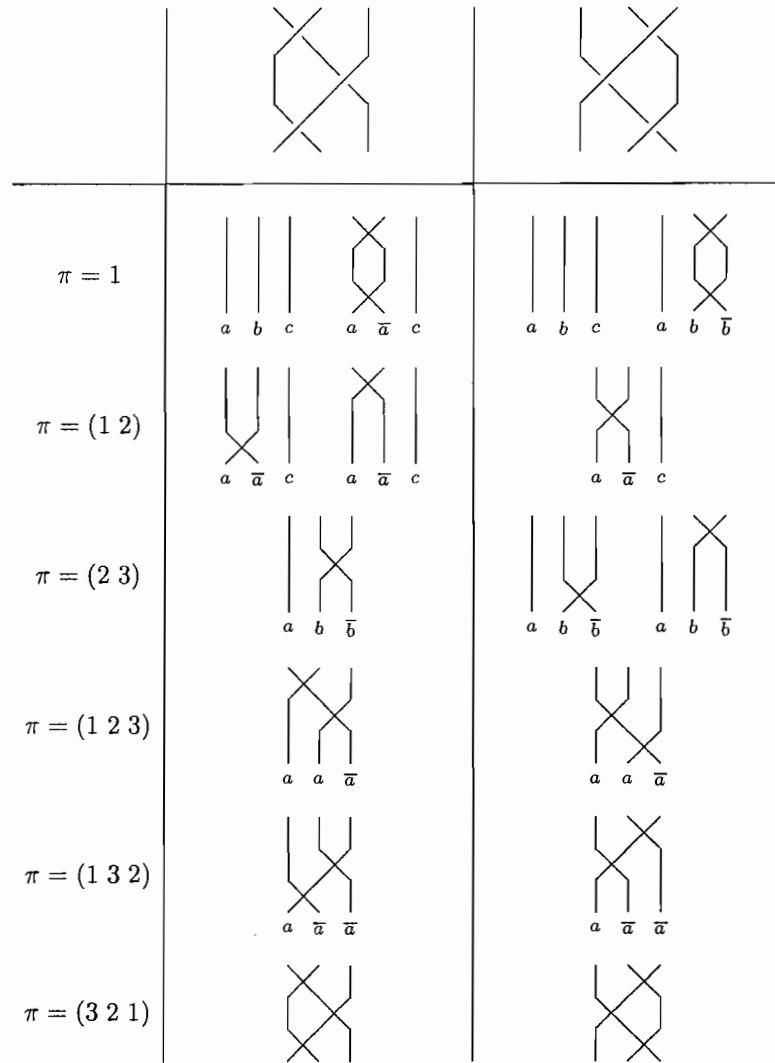 π = 1
a b c a a̅ c a b c a b b̅
π = (1 2)
a a̅ c a a̅ c a a̅ c
π = (2 3)
a b b̅ a b b̅ a b b̅
π = (1 2 3)
a a a̅ a a a̅
π = (1 3 2)
a a̅ a̅ a a̅ a̅
π = (3 2 1)